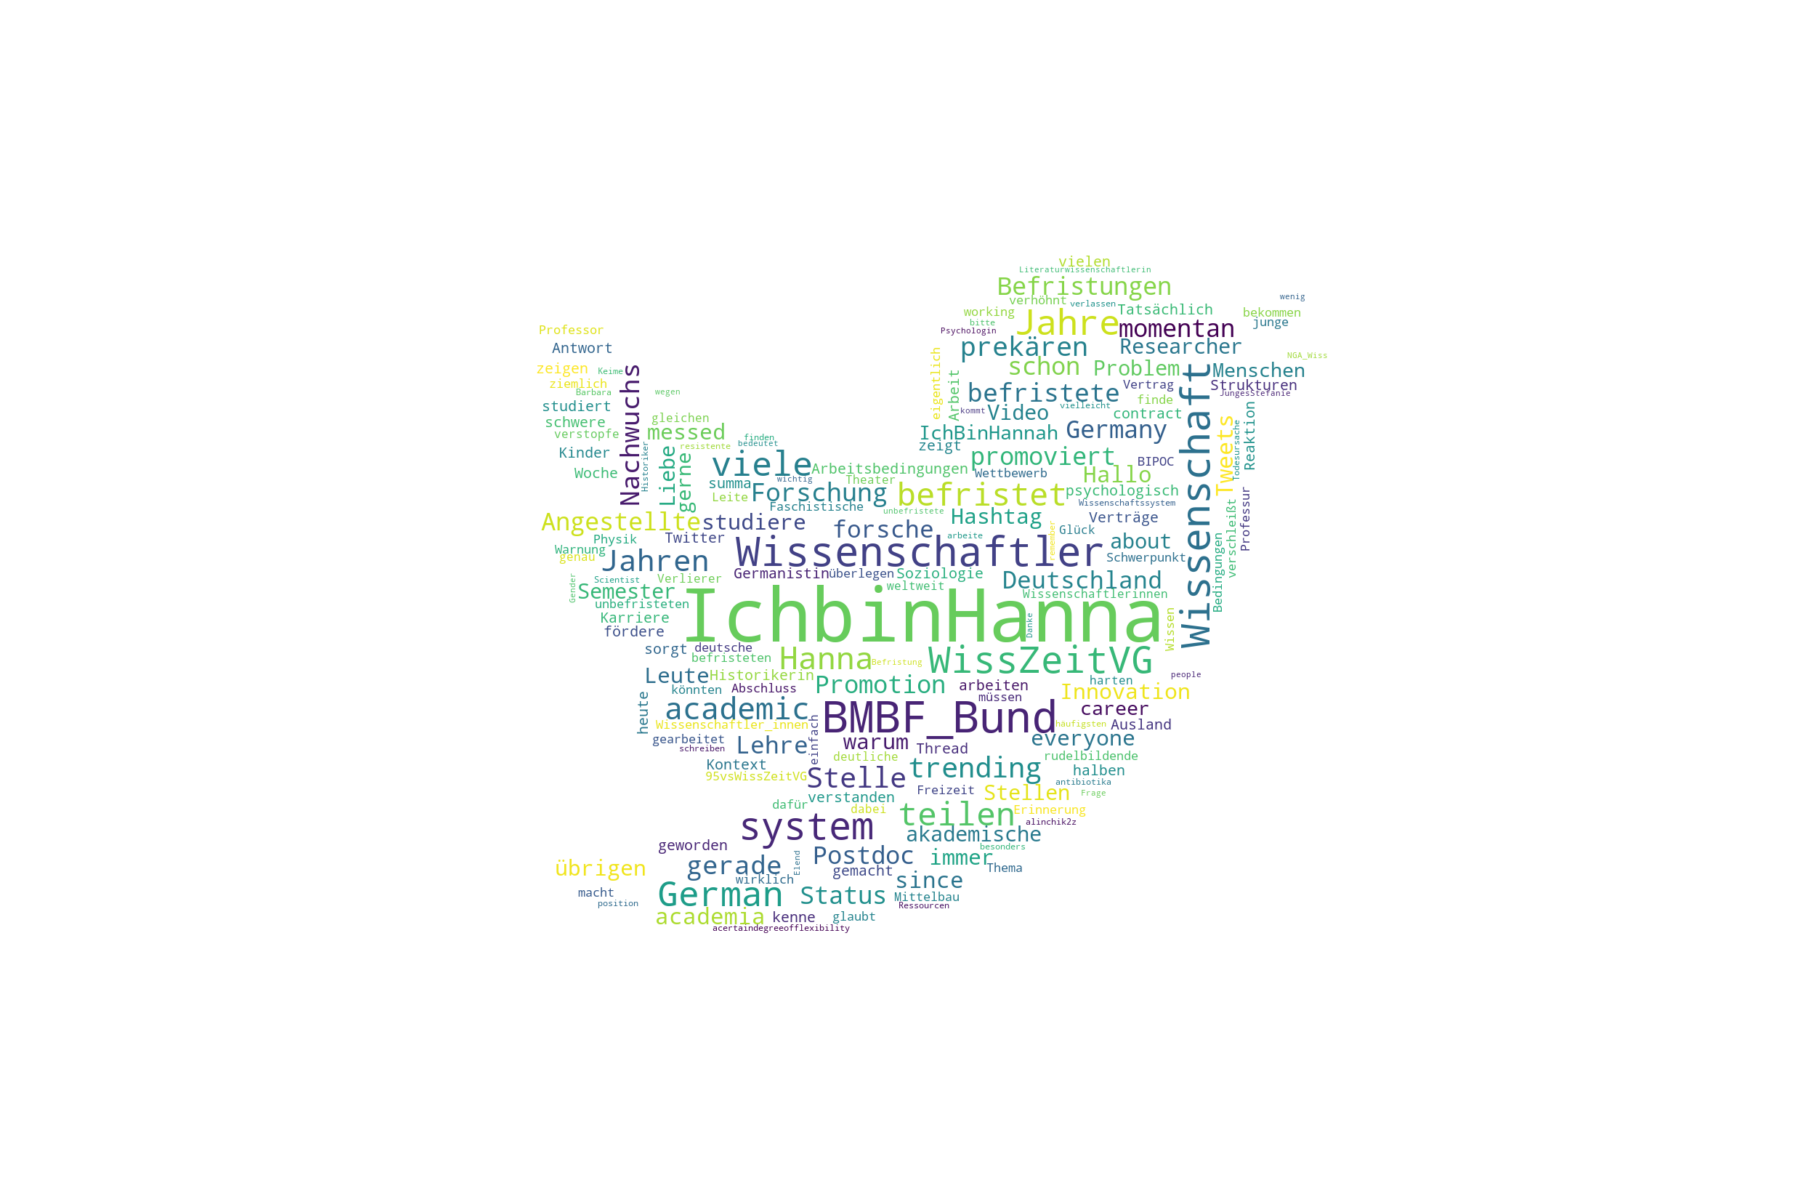 vielen
Literaturwissenschaftlerin
Befristungen
wenig
verhöhnt
verlassen
Tatsächlich
working
bekommen
bitte
Jahre
momentan
junge
Professor
Psychologin
Antwort
prekären
Researcher
NGA_Wiss
zeigen
Keime
schon
Problem
Menschen
ziemlich
eigentlich
Vertrag
Strukturen
Barbara
Nachwuchs
wegen
Arbeit
befristete
JungesStefanie
studiert
kommt
vielleicht
finde
Video
contract
schwere
gleichen
verstopfe
messed
finden
bedeutet
IchBinHannah
Germany
Wissenschaft
Tweets
Reaktion
Todesursache
resistente
zeigt
Kinder
Historiker
Liebe
gerne
viele
Arbeitsbedingungen
promoviert
BIPOC
Woche
wichtig
Wettbewerb
Hallo
summa
Theater
Leite
Forschung
befristet
psychologisch
Faschistische
unbefristete
Wissenschaftssystem
Angestellte
studiere
Hashtag
Verträge
Professur
verschleißt
Physik
Twitter
forsche
arbeite
remember
Glück
Warnung
genau
Jahren
Wissenschaftler
about
Schwerpunkt
Bedingungen
Gender
Scientist
Verlierer
Germanistin
überlegen
Soziologie
weltweit
Deutschland
Semester
Wissenschaftlerinnen
unbefristeten
IchbinHanna
Danke
Karriere
Wissen
fördere
sorgt
deutsche
befristeten
Hanna
Befristung
WissZeitVG
Leute
Historikerin
people
könnten
Abschluss
Promotion
arbeiten
müssen
harten
Innovation
heute
academic
career
Wissenschaftler_innen
einfach
BMBF_Bund
häufigsten
Ausland
gearbeitet
schreiben
Lehre
warum
Thread
everyone
deutliche
rudelbildende
Kontext
95vsWissZeitVG
Stelle
trending
halben
antibiotika
verstanden
Freizeit
Stellen
Frage
dafür
dabei
teilen
Erinnerung
alinchik2z
system
akademische
geworden
besonders
übrigen
gerade
Elend
Postdoc
immer
Thema
wirklich
gemacht
since
macht
position
German
Status
Mittelbau
Ressourcen
academia
kenne
glaubt
acertaindegreeofflexibility